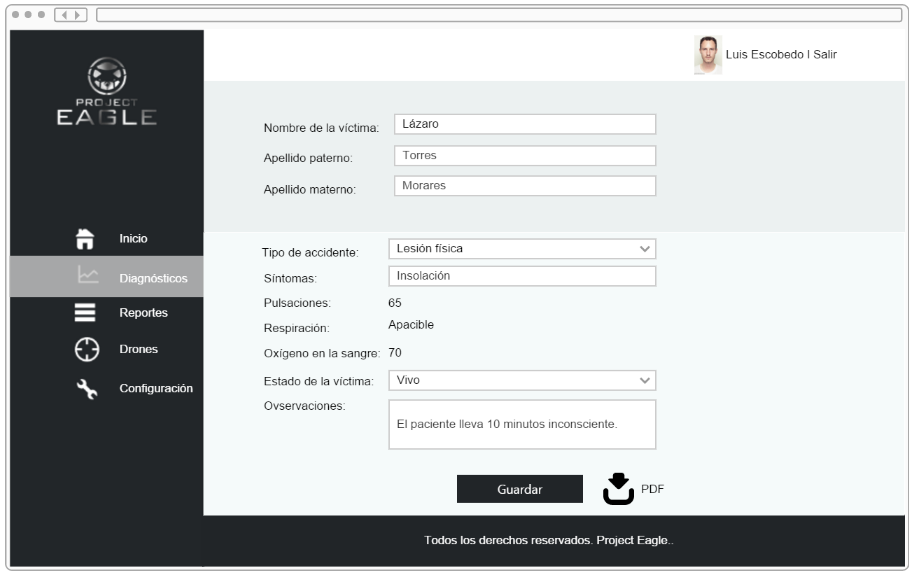 Luis Escobedo I Salir
PROJECT
EAGLE
Nombre de la víctima: Lázaro
Apellido paterno: Torres
Apellido materno: Morares
Inicio
Diagnósticos
Reportes
Drones
Configuración
Tipo de accidente: Lesión física
Síntomas: Insolación
Pulsaciones: 65
Respiración: Apacible
Oxígeno en la sangre: 70
Estado de la víctima: Vivo
Ovservaciones: El paciente lleva 10 minutos inconsciente.
Guardar PDF
Todos los derechos reservados. Project Eagle..